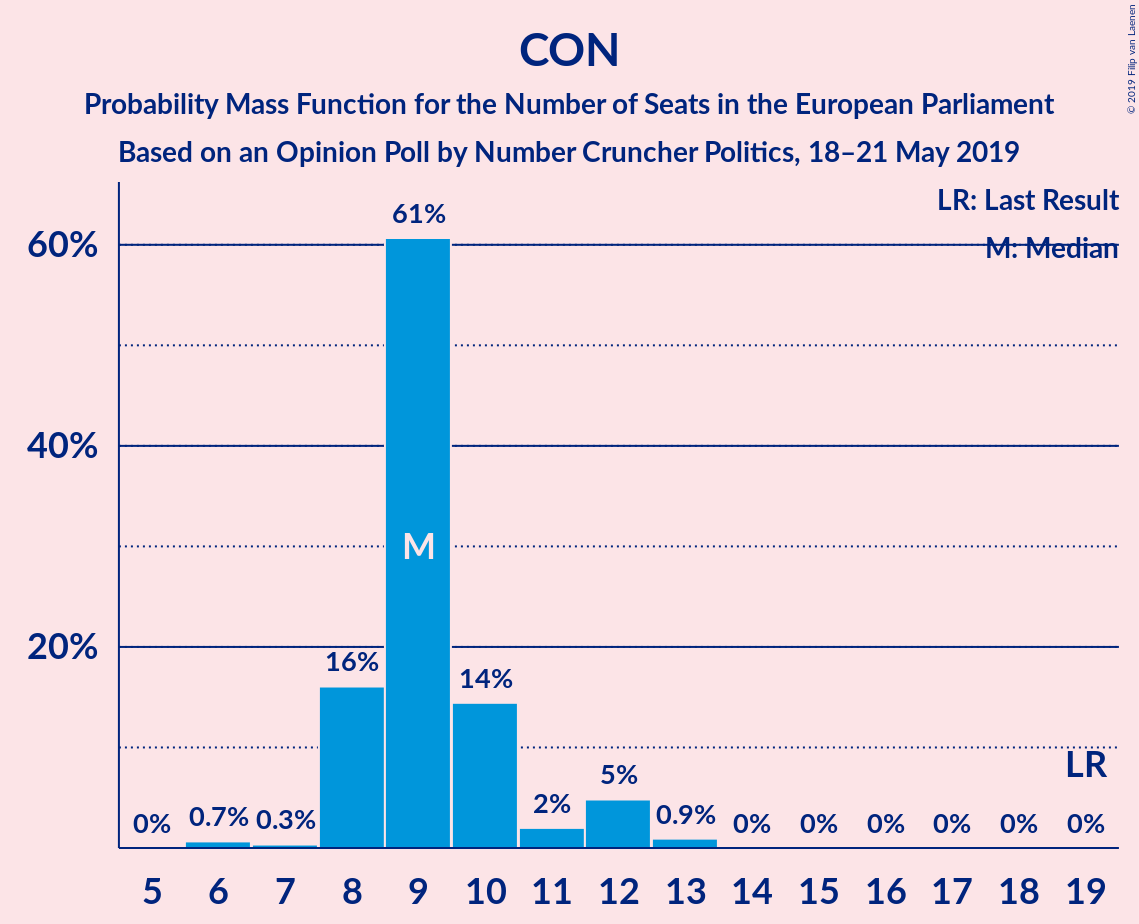 CON
Probability Mass Function for the Number of Seats in the European Parliament
Based on an Opinion Poll by Number Cruncher Politics, 18–21 May 2019
© 2019 Filip van Laenen
LR: Last Result
M: Median
60%
40%
20%
0% 0.7% 0.3% 16% 61% 14% 2% 5% 0.9% 0% 0% 0% 0% 0% 0%
M
LR
5 6 7 8 9 10 11 12 13 14 15 16 17 18 19